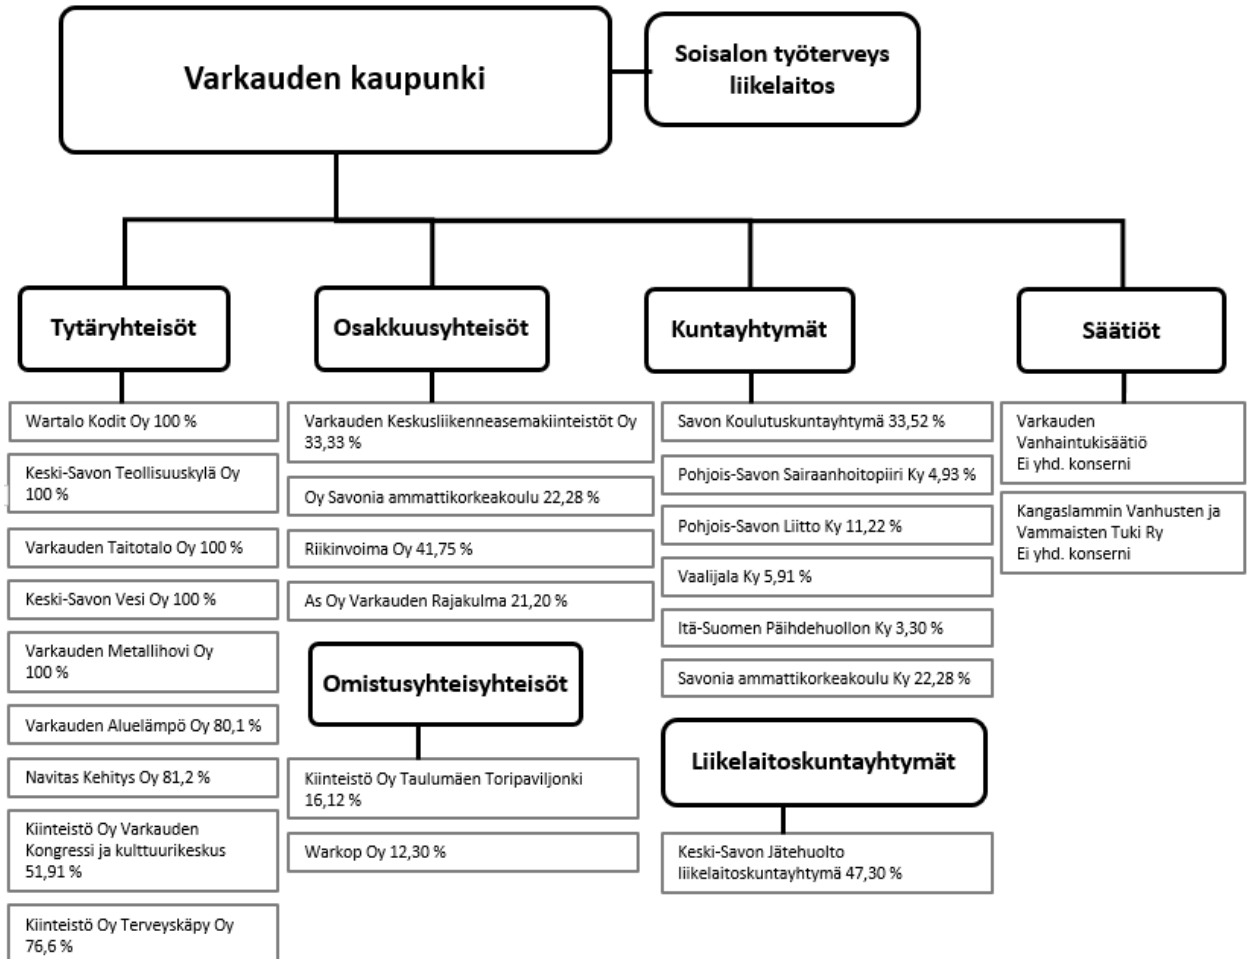 Varkauden kaupunki
Soisalon työterveys
liikelaitos
Tytäryhteisöt
Wartalo Kodit Oy 100 %
Keski-Savon Teollisuuskylä Oy
100 %
Varkauden Taitotalo Oy 100 %
Keski-Savon Vesi Oy 100 %
Varkauden Metallihovi Oy
100 %
Varkauden Aluelämpö Oy 80,1 %
Navitas Kehitys Oy 81,2 %
Kiinteistö Oy Varkauden
Kongressi ja kulttuurikeskus
51,91 %
Kiinteistö Oy Terveyskäpy Oy
76,6 %
Osakkuusyhteisöt
Varkauden Keskusliikenneasemakiinteistöt Oy
33,33 %
Oy Savonia ammattikorkeakoulu 22,28 %
Riikinvoima Oy 41,75 %
As Oy Varkauden Rajakulma 21,20 %
Omistusyhteisyhteisöt
Kiinteistö Oy Taulumäen Toripaviljonki
16,12 %
Warkop Oy 12,30 %
Kuntayhtymät
Savon Koulutuskuntayhtymä 33,52 %
Pohjois-Savon Sairaanhoitopiiri Ky 4,93 %
Pohjois-Savon Liitto Ky 11,22 %
Vaalijala Ky 5,91 %
Itä-Suomen Päihdehuollon Ky 3,30 %
Savonia ammattikorkeakoulu Ky 22,28 %
Liikelaitoskuntayhtymät
Keski-Savon Jätehuolto
liikelaitoskuntayhtymä 47,30 %
Säätiöt
Varkauden
Vanhaintukisäätiö
Ei yhd. konserni
Kangaslammin Vanhusten ja
Vammaisten Tuki Ry
Ei yhd. konserni